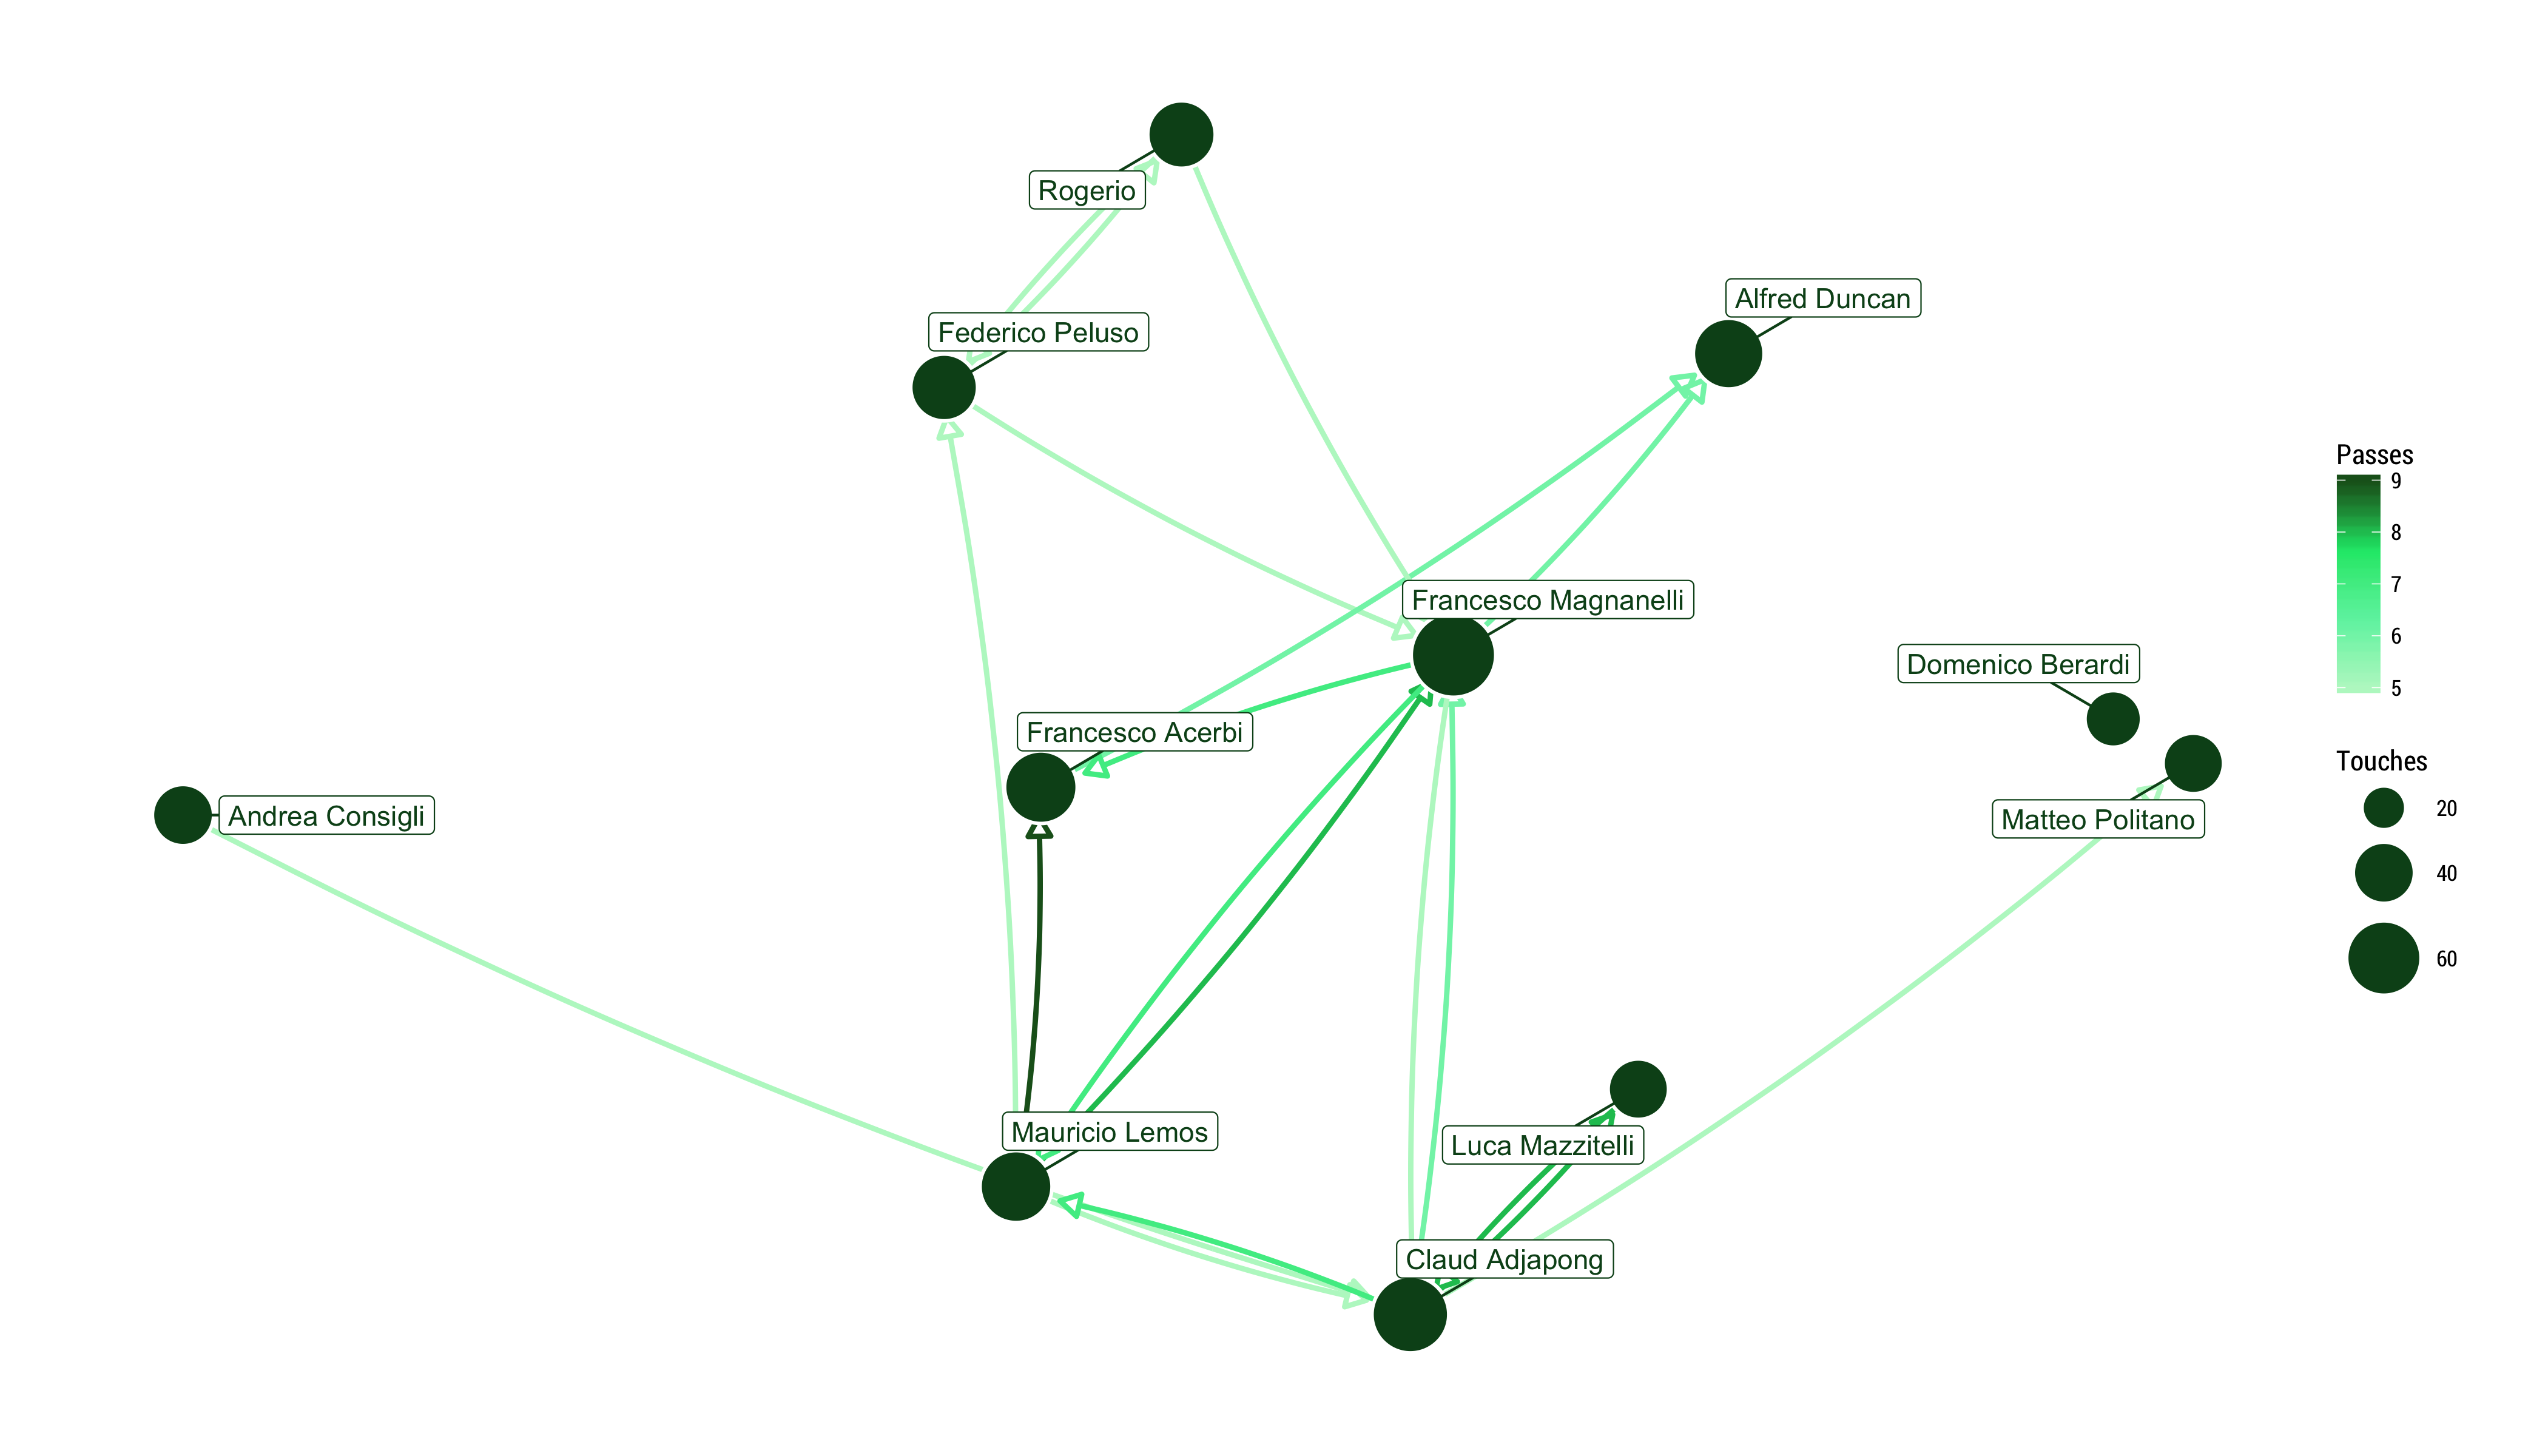 Rogerio
Alfred Duncan
Federico Peluso
Passes
9
8
7
6
5
Francesco Magnanelli
Domenico Berardi
Francesco Acerbi
Touches
20
40
60
Andrea Consigli
Matteo Politano
Mauricio Lemos
Luca Mazzitelli
Claud Adjapong